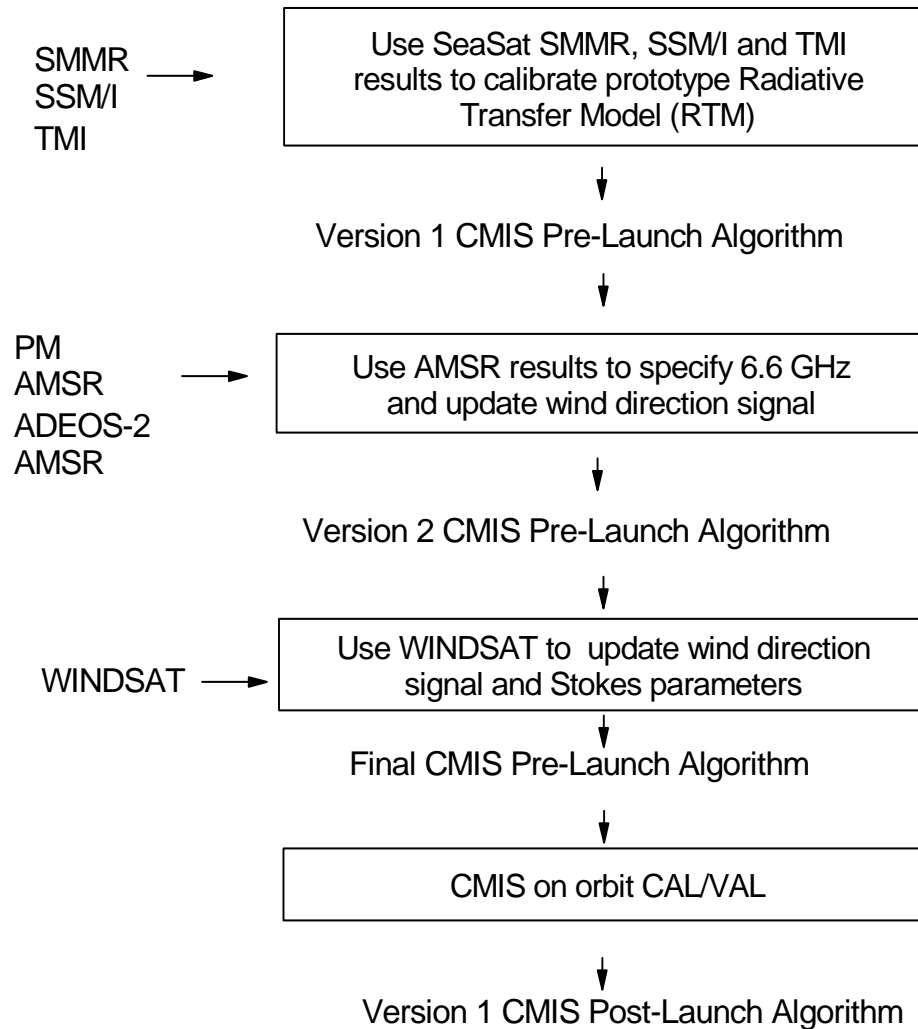 SMMR
SSM/I
TMI
Use SeaSat SMMR, SSM/I and TMI
results to calibrate prototype Radiative
Transfer Model (RTM)
Version 1 CMIS Pre-Launch Algorithm
PM
AMSR
ADEOS-2
AMSR
Use AMSR results to specify 6.6 GHz
and update wind direction signal
Version 2 CMIS Pre-Launch Algorithm
WINDSAT
Use WINDSAT to update wind direction
signal and Stokes parameters
Final CMIS Pre-Launch Algorithm
CMIS on orbit CAL/VAL
Version 1 CMIS Post-Launch Algorithm